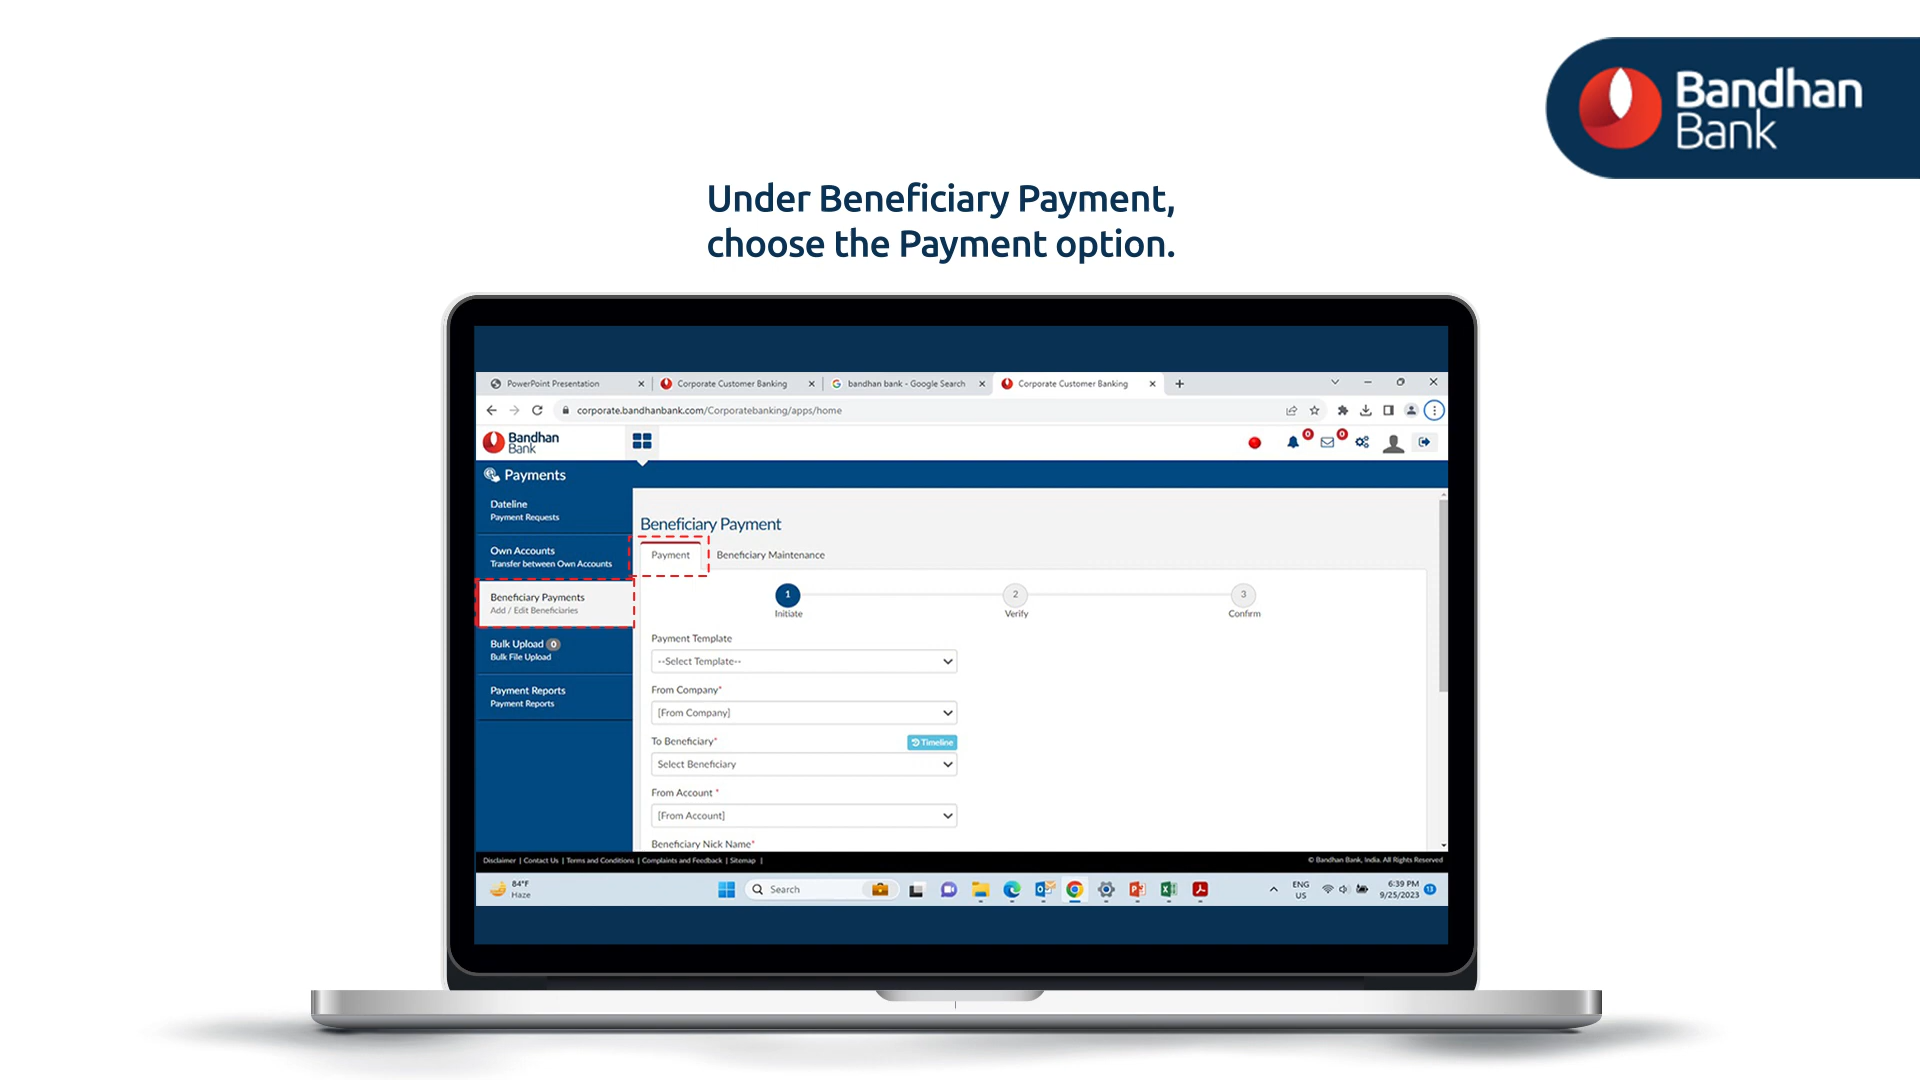 Bandhan
Bank
Under Beneficiary Payment,
choose the Payment option.
PowerPoint Presentation
Corporate Customer Banking
bandhan bank - Google Search
Corporate Customer Banking
corporate.bandhanbank.com/Corporatebanking/apps/home
Bandhan
Bank
0
0
Payments
Dateline
Payment Requests
Own Accounts
Transfer between Own Accounts
Beneficiary Payments
Add / Edit Beneficiaries
Bulk Upload 0
Bulk File Upload
Payment Reports
Payment Reports
Beneficiary Payment
Payment
Beneficiary Maintenance
1
2
3
Initiate
Verify
Confirm
Payment Template
--Select Template--
From Company*
[From Company]
To Beneficiary*
Timeline
Select Beneficiary
From Account *
[From Account]
Beneficiary Nick Name*
Disclaimer | Contact Us | Terms and Conditions | Complaints and Feedback | Sitemap |
© Bandhan Bank, India. All Rights Reserved
84°F
Haze
Search
ENG
US
6:39 PM
9/25/2023
13